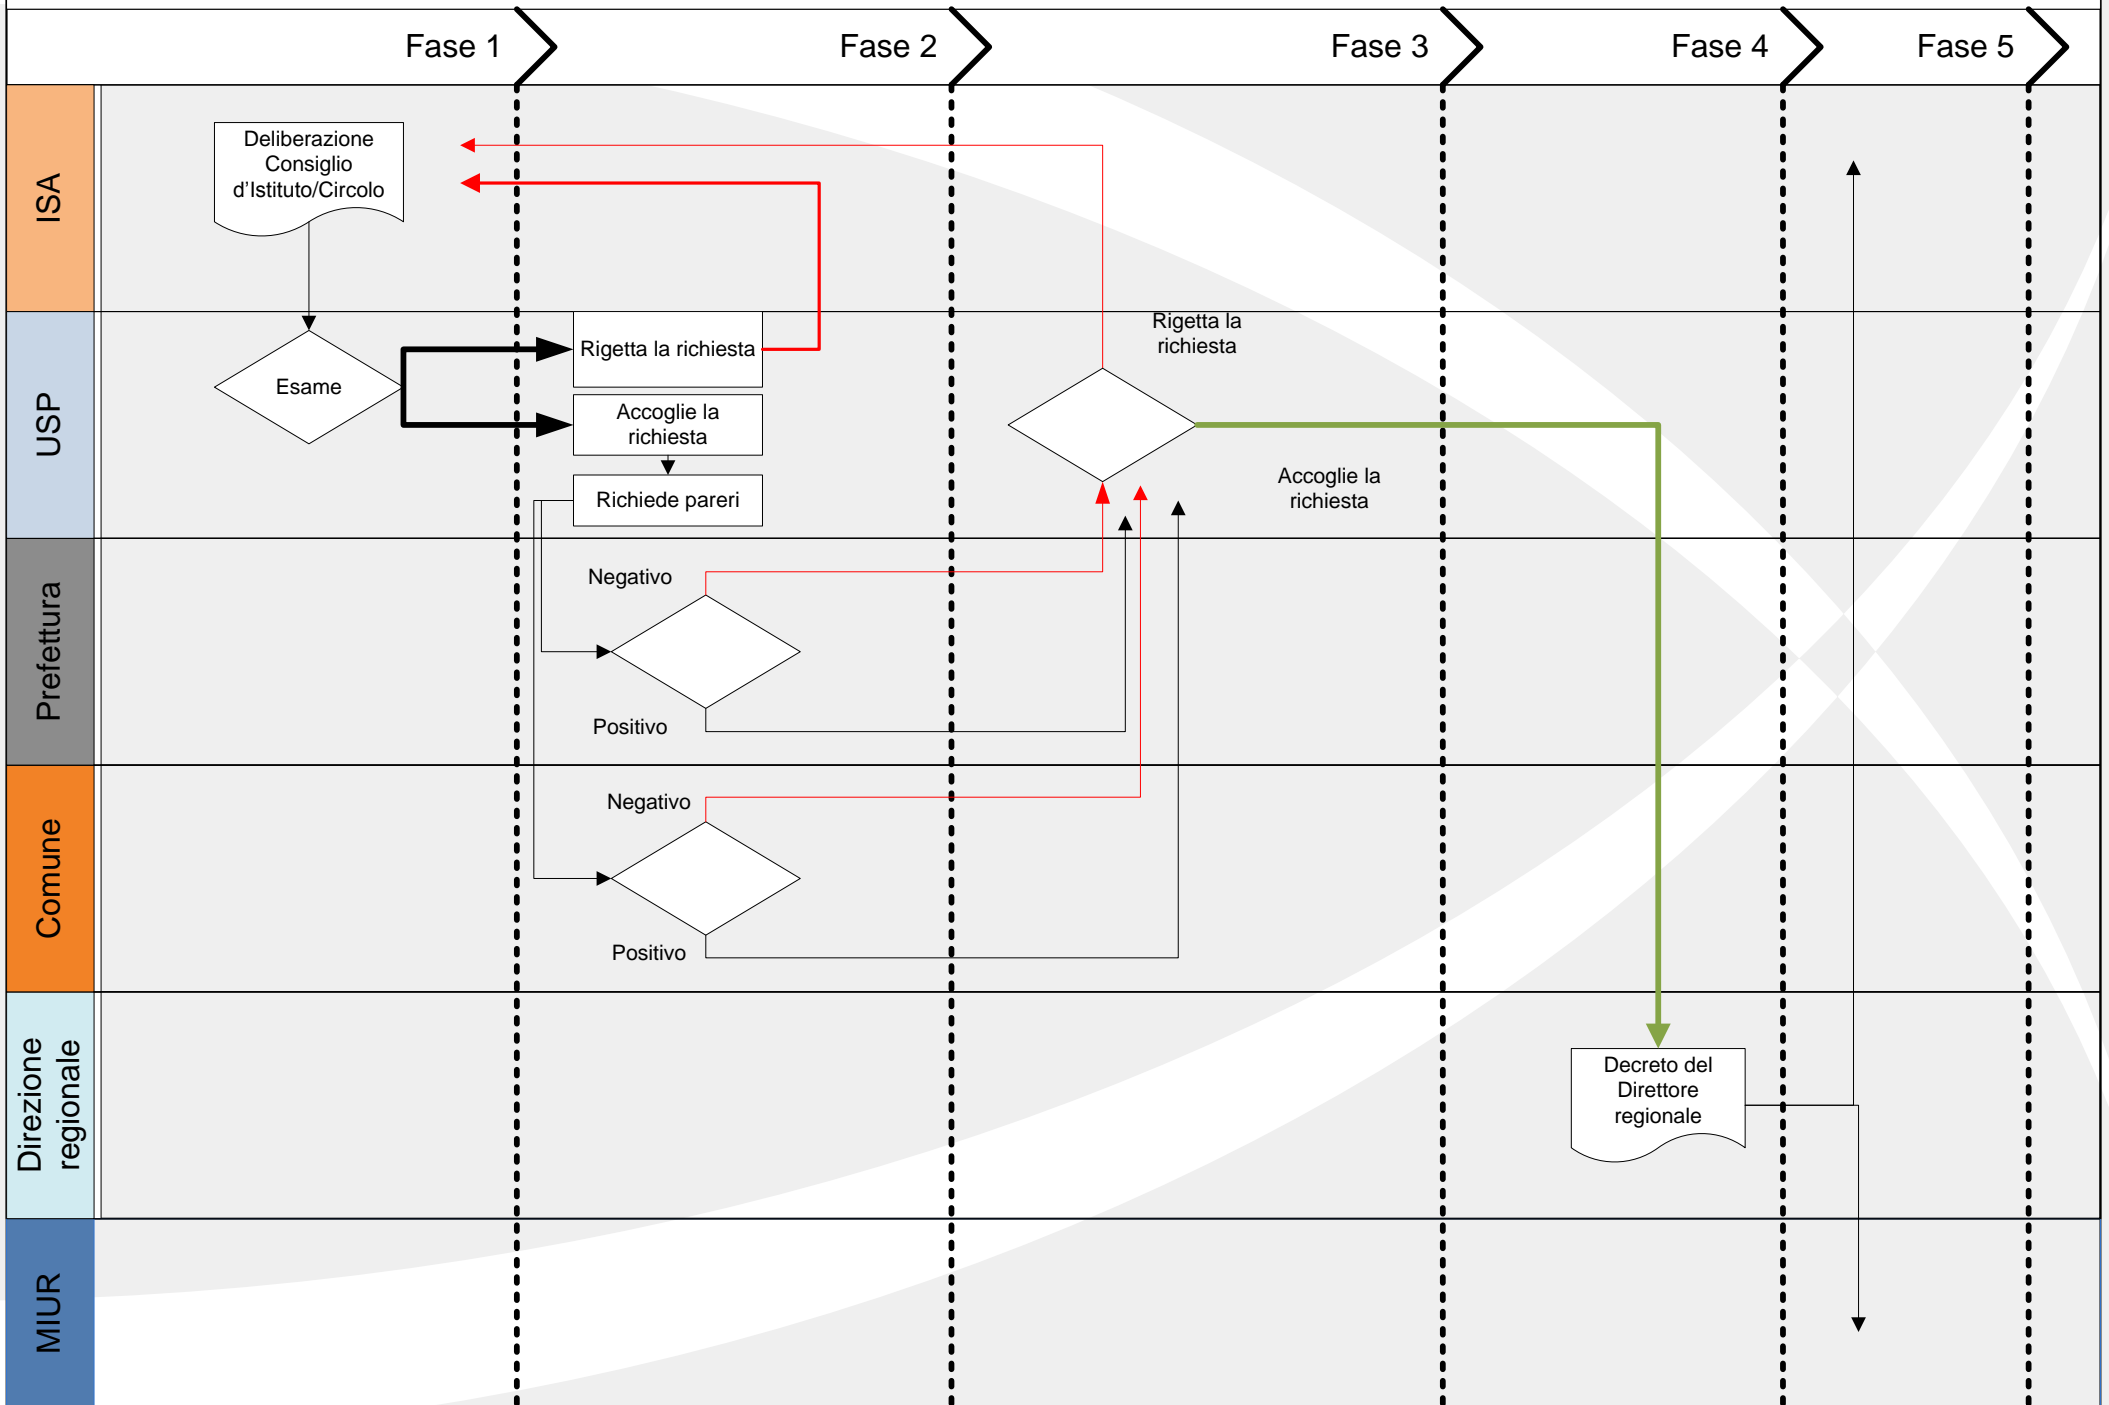 Fase 1
Fase 2
Fase 3
Fase 4
Fase 5
ISA
Deliberazione
Consiglio
d'Istituto/Circolo
USP
Esame
Rigetta la richiesta
Accoglie la
richiesta
Richiede pareri
Rigetta la
richiesta
Accoglie la
richiesta
Prefettura
Negativo
Positivo
Comune
Negativo
Positivo
Direzione
regionale
Decreto del
Direttore
regionale
MIUR